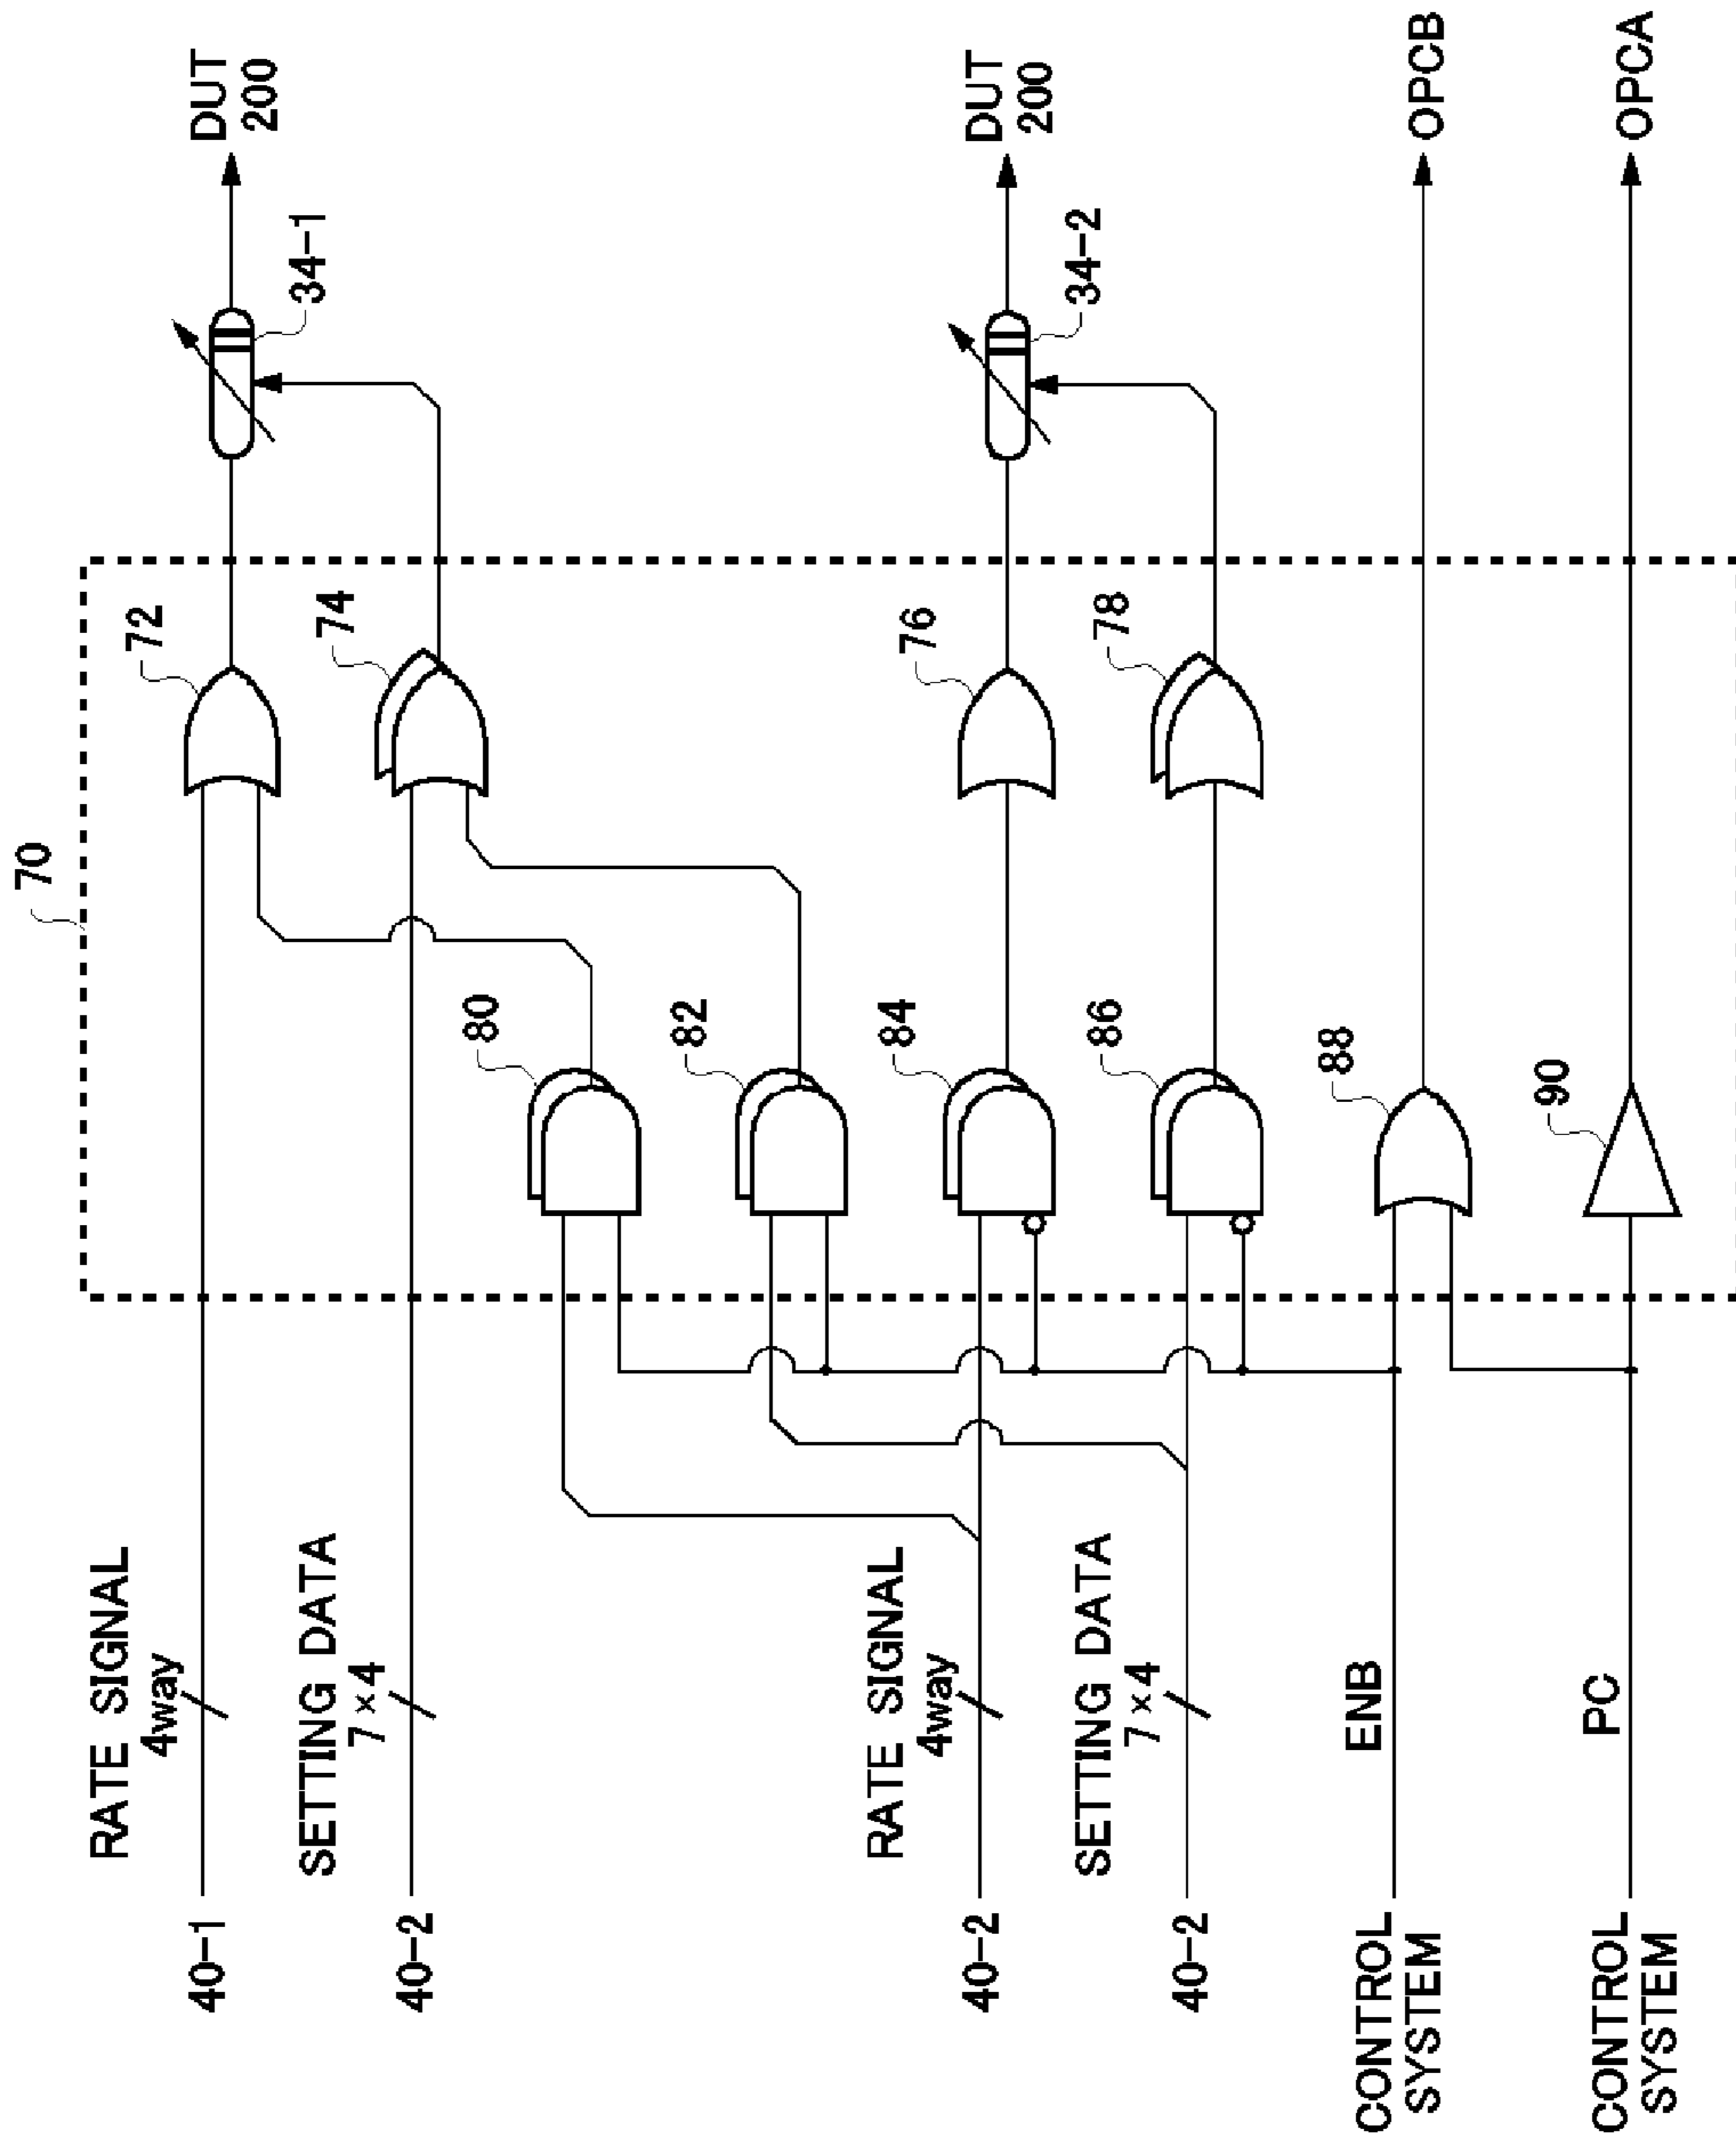 40-1
RATE SIGNAL
4way
70
72
34-1
DUT
200
40-2
SETTING DATA
7×4
74
80
82
40-2
RATE SIGNAL
4way
84
76
34-2
DUT
200
40-2
SETTING DATA
7×4
86
78
CONTROL
SYSTEM
ENB
88
OPCB
CONTROL
SYSTEM
PC
90
OPCA